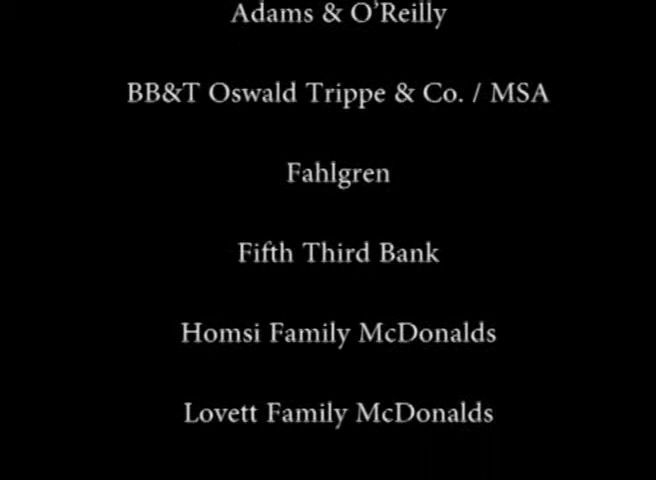 Adams & O'Reilly
BB&T Oswald Trippe & Co. / MSA
Fahlgren
Fifth Third Bank
Homsi Family McDonalds
Lovett Family McDonalds